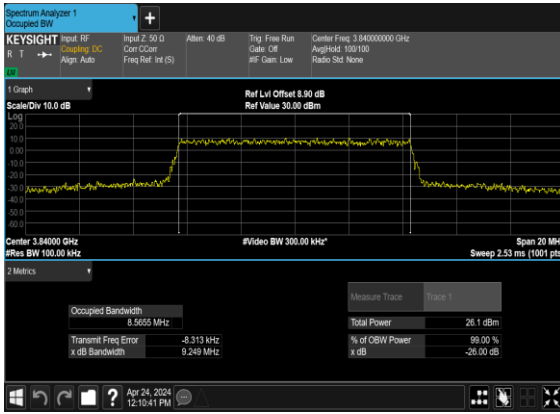 Spectrum Analyzer 1
Occupied BW
+
KEYSIGHT
R T
LXI
Input: RF
Coupling: DC
Align: Auto
Input Z: 50 Ω
Corr CCorr
Freq Ref: Int (S)
Atten: 40 dB
Trig: Free Run
Gate: Off
#IF Gain: Low
Center Freq: 3.840000000 GHz
Avg|Hold: 100/100
Radio Std: None
1 Graph
Scale/Div 10.0 dB
Ref Lvl Offset 8.90 dB
Ref Value 30.00 dBm
Log
20.0
10.0
0.00
-10.0
-20.0
-30.0
-40.0
-50.0
-60.0
Center 3.84000 GHz
#Res BW 100.00 kHz
#Video BW 300.00 kHz*
Span 20 MH
Sweep 2.53 ms (1001 pts
2 Metrics
Measure Trace
Trace 1
Occupied Bandwidth
8.5655 MHz
Total Power
26.1 dBm
Transmit Freq Error
-8.313 kHz
% of OBW Power
99.00 %
x dB Bandwidth
9.249 MHz
x dB
-26.00 dB
?
Apr 24, 2024
12:10:41 PM